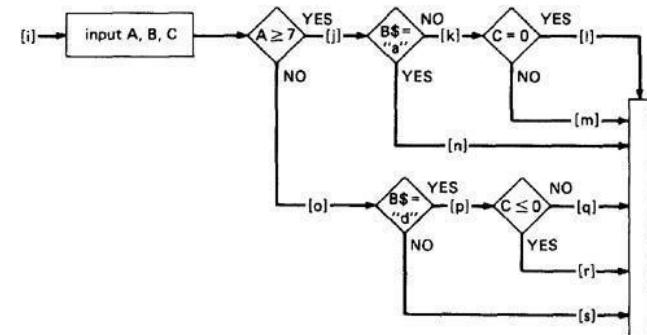 [i] input A, B, C A ≥ 7 YES [j] B$= "a" NO [k] C = 0 YES [l]
NO YES NO
[m]
[n]
[o] B$= "d" YES [p] C ≤ 0 NO [q]
NO YES
[r]
[s]